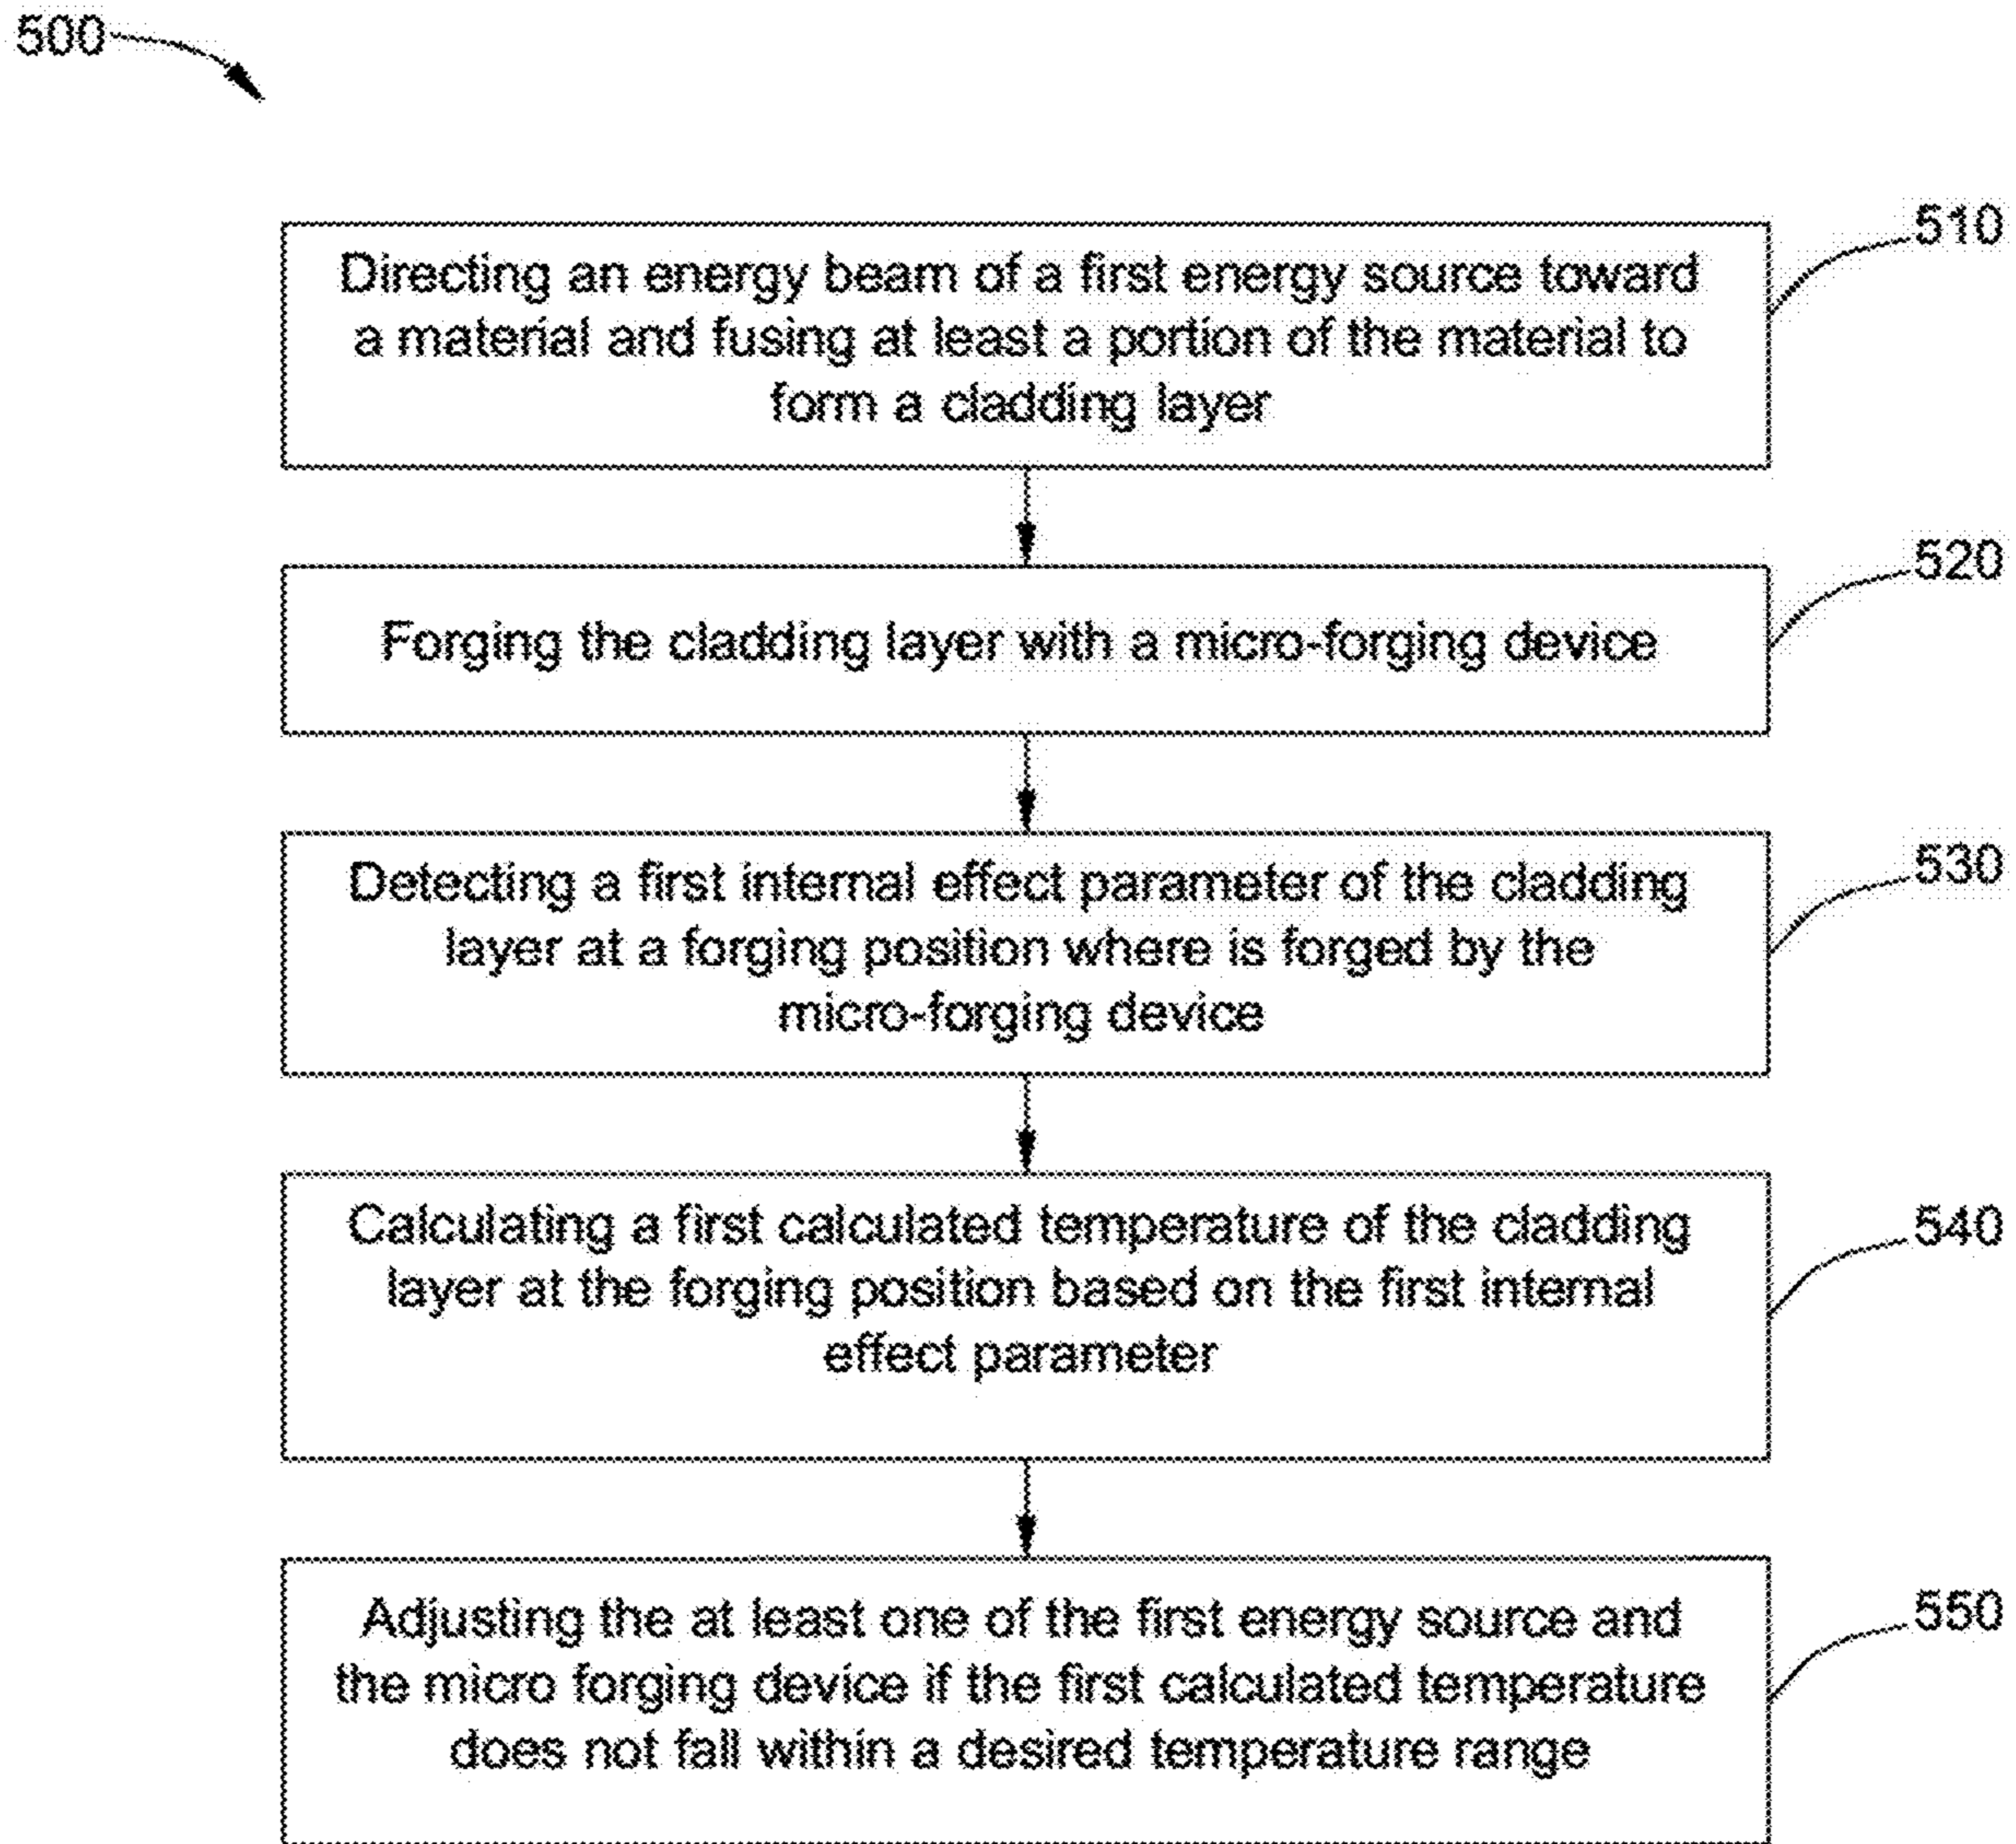 500
510
Directing an energy beam of a first energy source toward
a material and fusing at least a portion of the material to
form a cladding layer
520
Forging the cladding layer with a micro-forging device
530
Detecting a first internal effect parameter of the cladding
layer at a forging position where is forged by the
micro-forging device
540
Calculating a first calculated temperature of the cladding
layer at the forging position based on the first internal
effect parameter
550
Adjusting the at least one of the first energy source and
the micro forging device if the first calculated temperature
does not fall within a desired temperature range